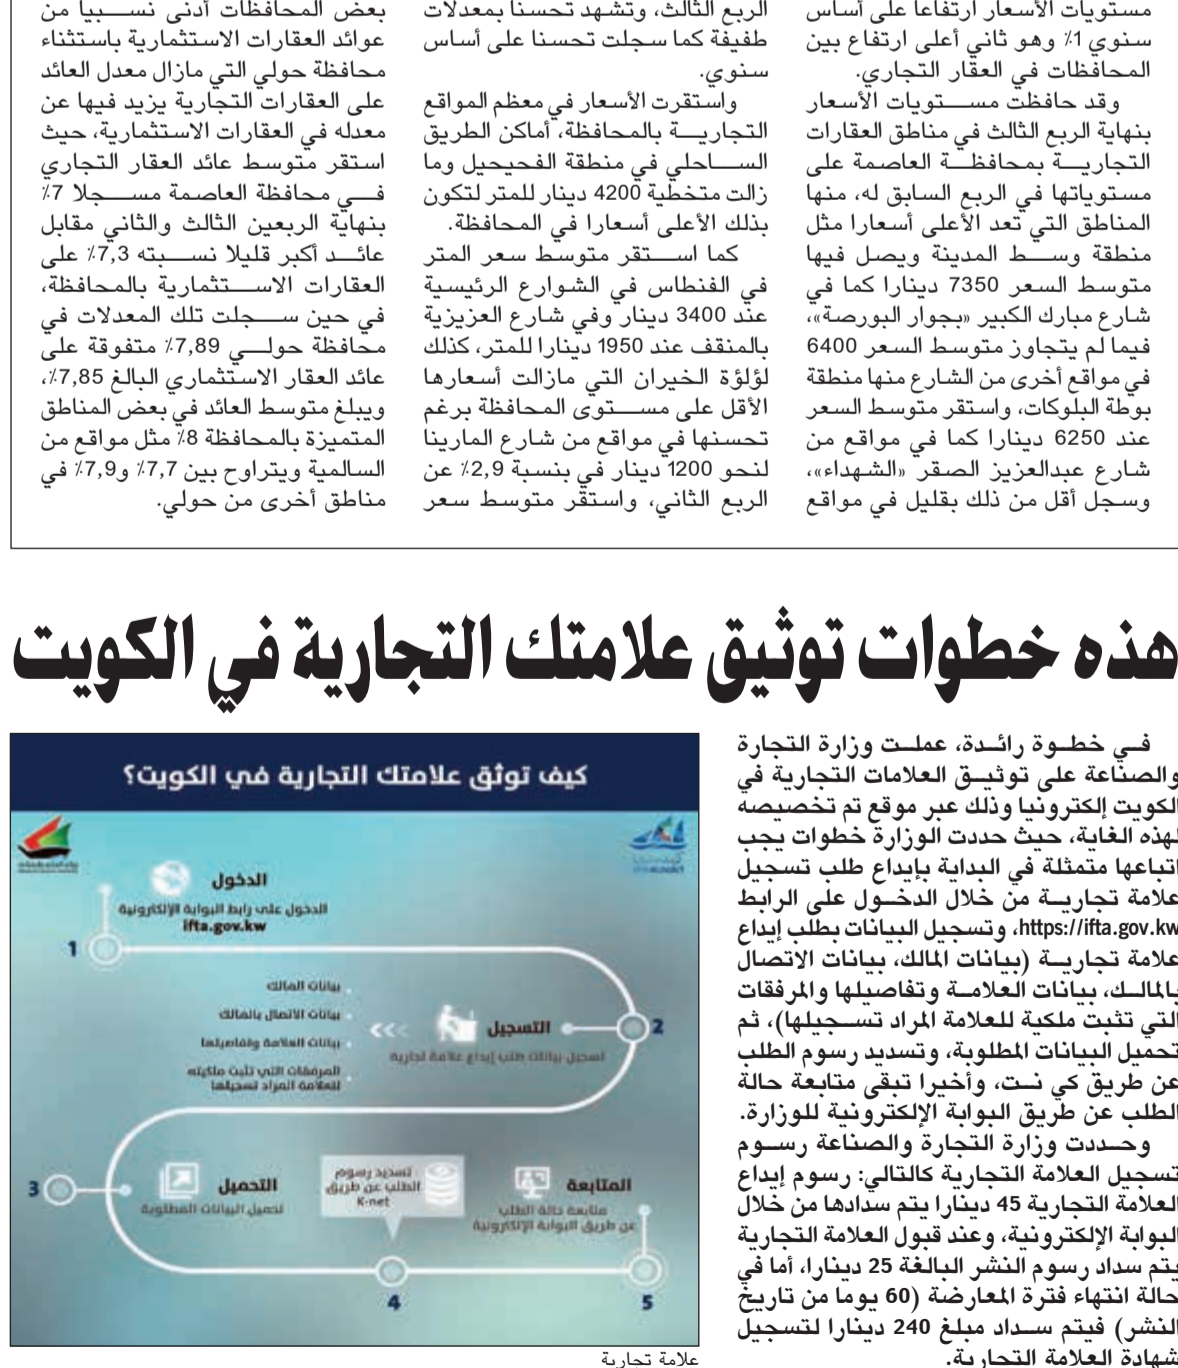 مستويات الأسعار ارتفاعا على أساس
سنوي 1٪ وهو ثاني أعلى ارتفاع بين
المحافظات في العقار التجاري.
وقد حافظت مستويات الأسعار
بنهاية الربع الثالث في مناطق العقارات
التجارية بمحافظة العاصمة على
مستوياتها في الربع السابق له، منها
المناطق التي تعد الأعلى أسعارا مثل
منطقة وسط المدينة ويصل فيها
متوسط السعر 7350 دينارا كما في
شارع مبارك الكبير «بجوار البورصة»،
فيما لم يتجاوز متوسط السعر 6400
في مواقع أخرى من الشارع منها منطقة
بوطة البلوكات، واستقر متوسط السعر
عند 6250 دينارا كما في مواقع من
شارع عبدالعزيز الصقر «الشهداء»،
وسجل أقل من ذلك بقليل في مواقع
الربع الثالث، وتشهد تحسنا بمعدلات
طفيفة كما سجلت تحسنا على أساس
سنوي.
واستقرت الأسعار في معظم المواقع
التجارية بالمحافظة، أماكن الطريق
الساحلي في منطقة الفحيحيل وما
زالت متخطية 4200 دينار للمتر لتكون
بذلك الأعلى أسعارا في المحافظة.
كما استقر متوسط سعر المتر
في الفنطاس في الشوارع الرئيسية
عند 3400 دينار وفي شارع العزيزية
بالمنقف عند 1950 دينارا للمتر، كذلك
لؤلؤة الخيران التي مازالت أسعارها
الأقل على مستوى المحافظة برغم
تحسنها في مواقع من شارع المارينا
لنحو 1200 دينار في بنسبة 2,9٪ عن
الربع الثاني، واستقر متوسط سعر
بعض المحافظات أدنى نسبيا من
عوائد العقارات الاستثمارية باستثناء
محافظة حولي التي مازال معدل العائد
على العقارات التجارية يزيد فيها عن
معدله في العقارات الاستثمارية، حيث
استقر متوسط عائد العقار التجاري
في محافظة العاصمة مسجلا 7٪
بنهاية الربعين الثالث والثاني مقابل
عائد أكبر قليلا نسبته 7,3٪ على
العقارات الاستثمارية بالمحافظة،
في حين سجلت تلك المعدلات في
محافظة حولي 7,89٪ متفوقة على
عائد العقار الاستثماري البالغ 7,85٪،
ويبلغ متوسط العائد في بعض المناطق
المتميزة بالمحافظة 8٪ مثل مواقع من
السالمية ويتراوح بين 7,7٪ و7,9٪ في
مناطق أخرى من حولي.
هذه خطوات توثيق علامتك التجارية في الكويت
في خطوة رائدة، عملت وزارة التجارة
والصناعة على توثيق العلامات التجارية في
الكويت إلكترونيا وذلك عبر موقع تم تخصيصه
لهذه الغاية، حيث حددت الوزارة خطوات يجب
اتباعها متمثلة في البداية بإيداع طلب تسجيل
علامة تجارية من خلال الدخول على الرابط
https://ifta.gov.kw، وتسجيل البيانات بطلب إيداع
علامة تجارية (بيانات المالك، بيانات الاتصال
بالمالك، بيانات العلامة وتفاصيلها والمرفقات
التي تثبت ملكية للعلامة المراد تسجيلها)، ثم
تحميل البيانات المطلوبة، وتسديد رسوم الطلب
عن طريق كي نت، وأخيرا تبقى متابعة حالة
الطلب عن طريق البوابة الإلكترونية للوزارة.
وحددت وزارة التجارة والصناعة رسوم
تسجيل العلامة التجارية كالتالي: رسوم إيداع
العلامة التجارية 45 دينارا يتم سدادها من خلال
البوابة الإلكترونية، وعند قبول العلامة التجارية
يتم سداد رسوم النشر البالغة 25 دينارا، أما في
حالة انتهاء فترة المعارضة (60 يوما من تاريخ
النشر) فيتم سداد مبلغ 240 دينارا لتسجيل
شهادة العلامة التجارية.
كيف توثق علامتك التجارية في الكويت؟
الدخول
الدخول على رابط البوابة الإلكترونية
ifta.gov.kw
1
2
التسجيل
تسجيل بيانات طلب إيداع علامة تجارية
بيانات المالك
بيانات الاتصال بالمالك
بيانات العلامة وتفاصيلها
المرفقات التي تثبت ملكيته
للعلامة المراد تسجيلها
3
التحميل
تحميل البيانات المطلوبة
تسديد رسوم
الطلب عن طريق
K-net
4
المتابعة
متابعة حالة الطلب
عن طريق البوابة الإلكترونية
5
علامة تجارية